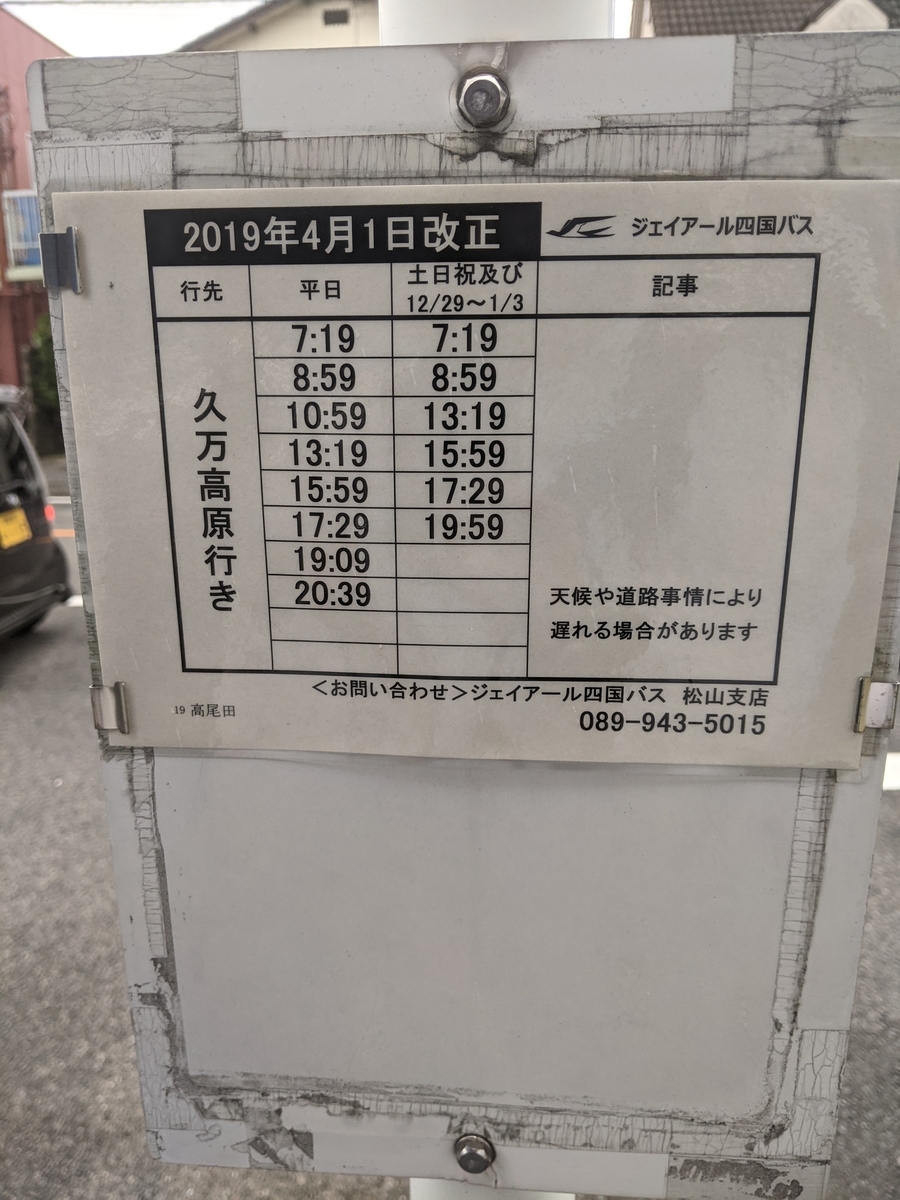 2019年4月1日改正
ジェイアール四国バス
行先 平日 土日祝及び 12/29～1/3 記事
久万高原行き
7:19 7:19
8:59 8:59
10:59 13:19
13:19 15:59
15:59 17:29
17:29 19:59
19:09
20:39
天候や道路事情により
遅れる場合があります
＜お問い合わせ＞ジェイアール四国バス 松山支店
19 高尾田
089-943-5015